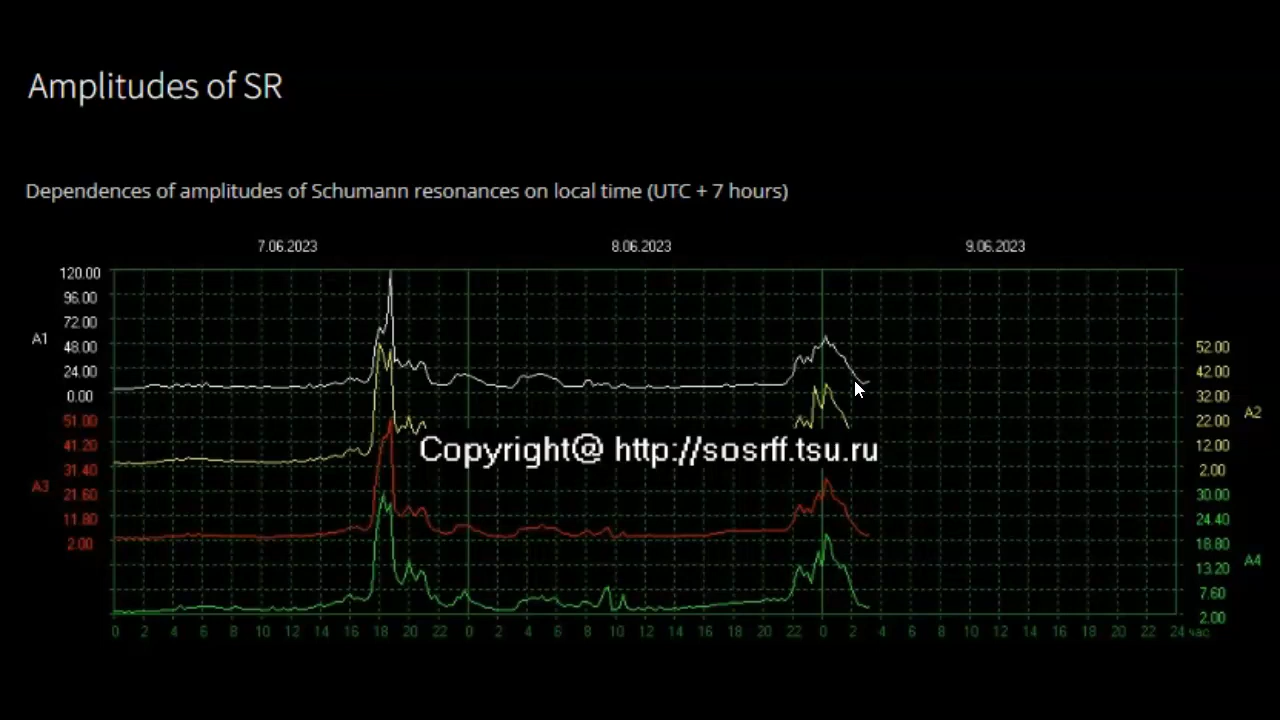 Amplitudes of SR
Dependences of amplitudes of Schumann resonances on local time (UTC + 7 hours)
7.06.2023 8.06.2023 9.06.2023
120.00
96.00
72.00
A1
48.00 52.00
24.00 42.00
0.00 32.00
A2
51.00 22.00
41.20 12.00
Copyright@ http://sosrff.tsu.ru
31.40 2.00
A3
21.60 30.00
11.80 24.40
2.00 18.80
A4
13.20
7.60
2.00
0 2 4 6 8 10 12 14 16 18 20 22 0 2 4 6 8 10 12 14 16 18 20 22 0 2 4 6 8 10 12 14 16 18 20 22 24 час